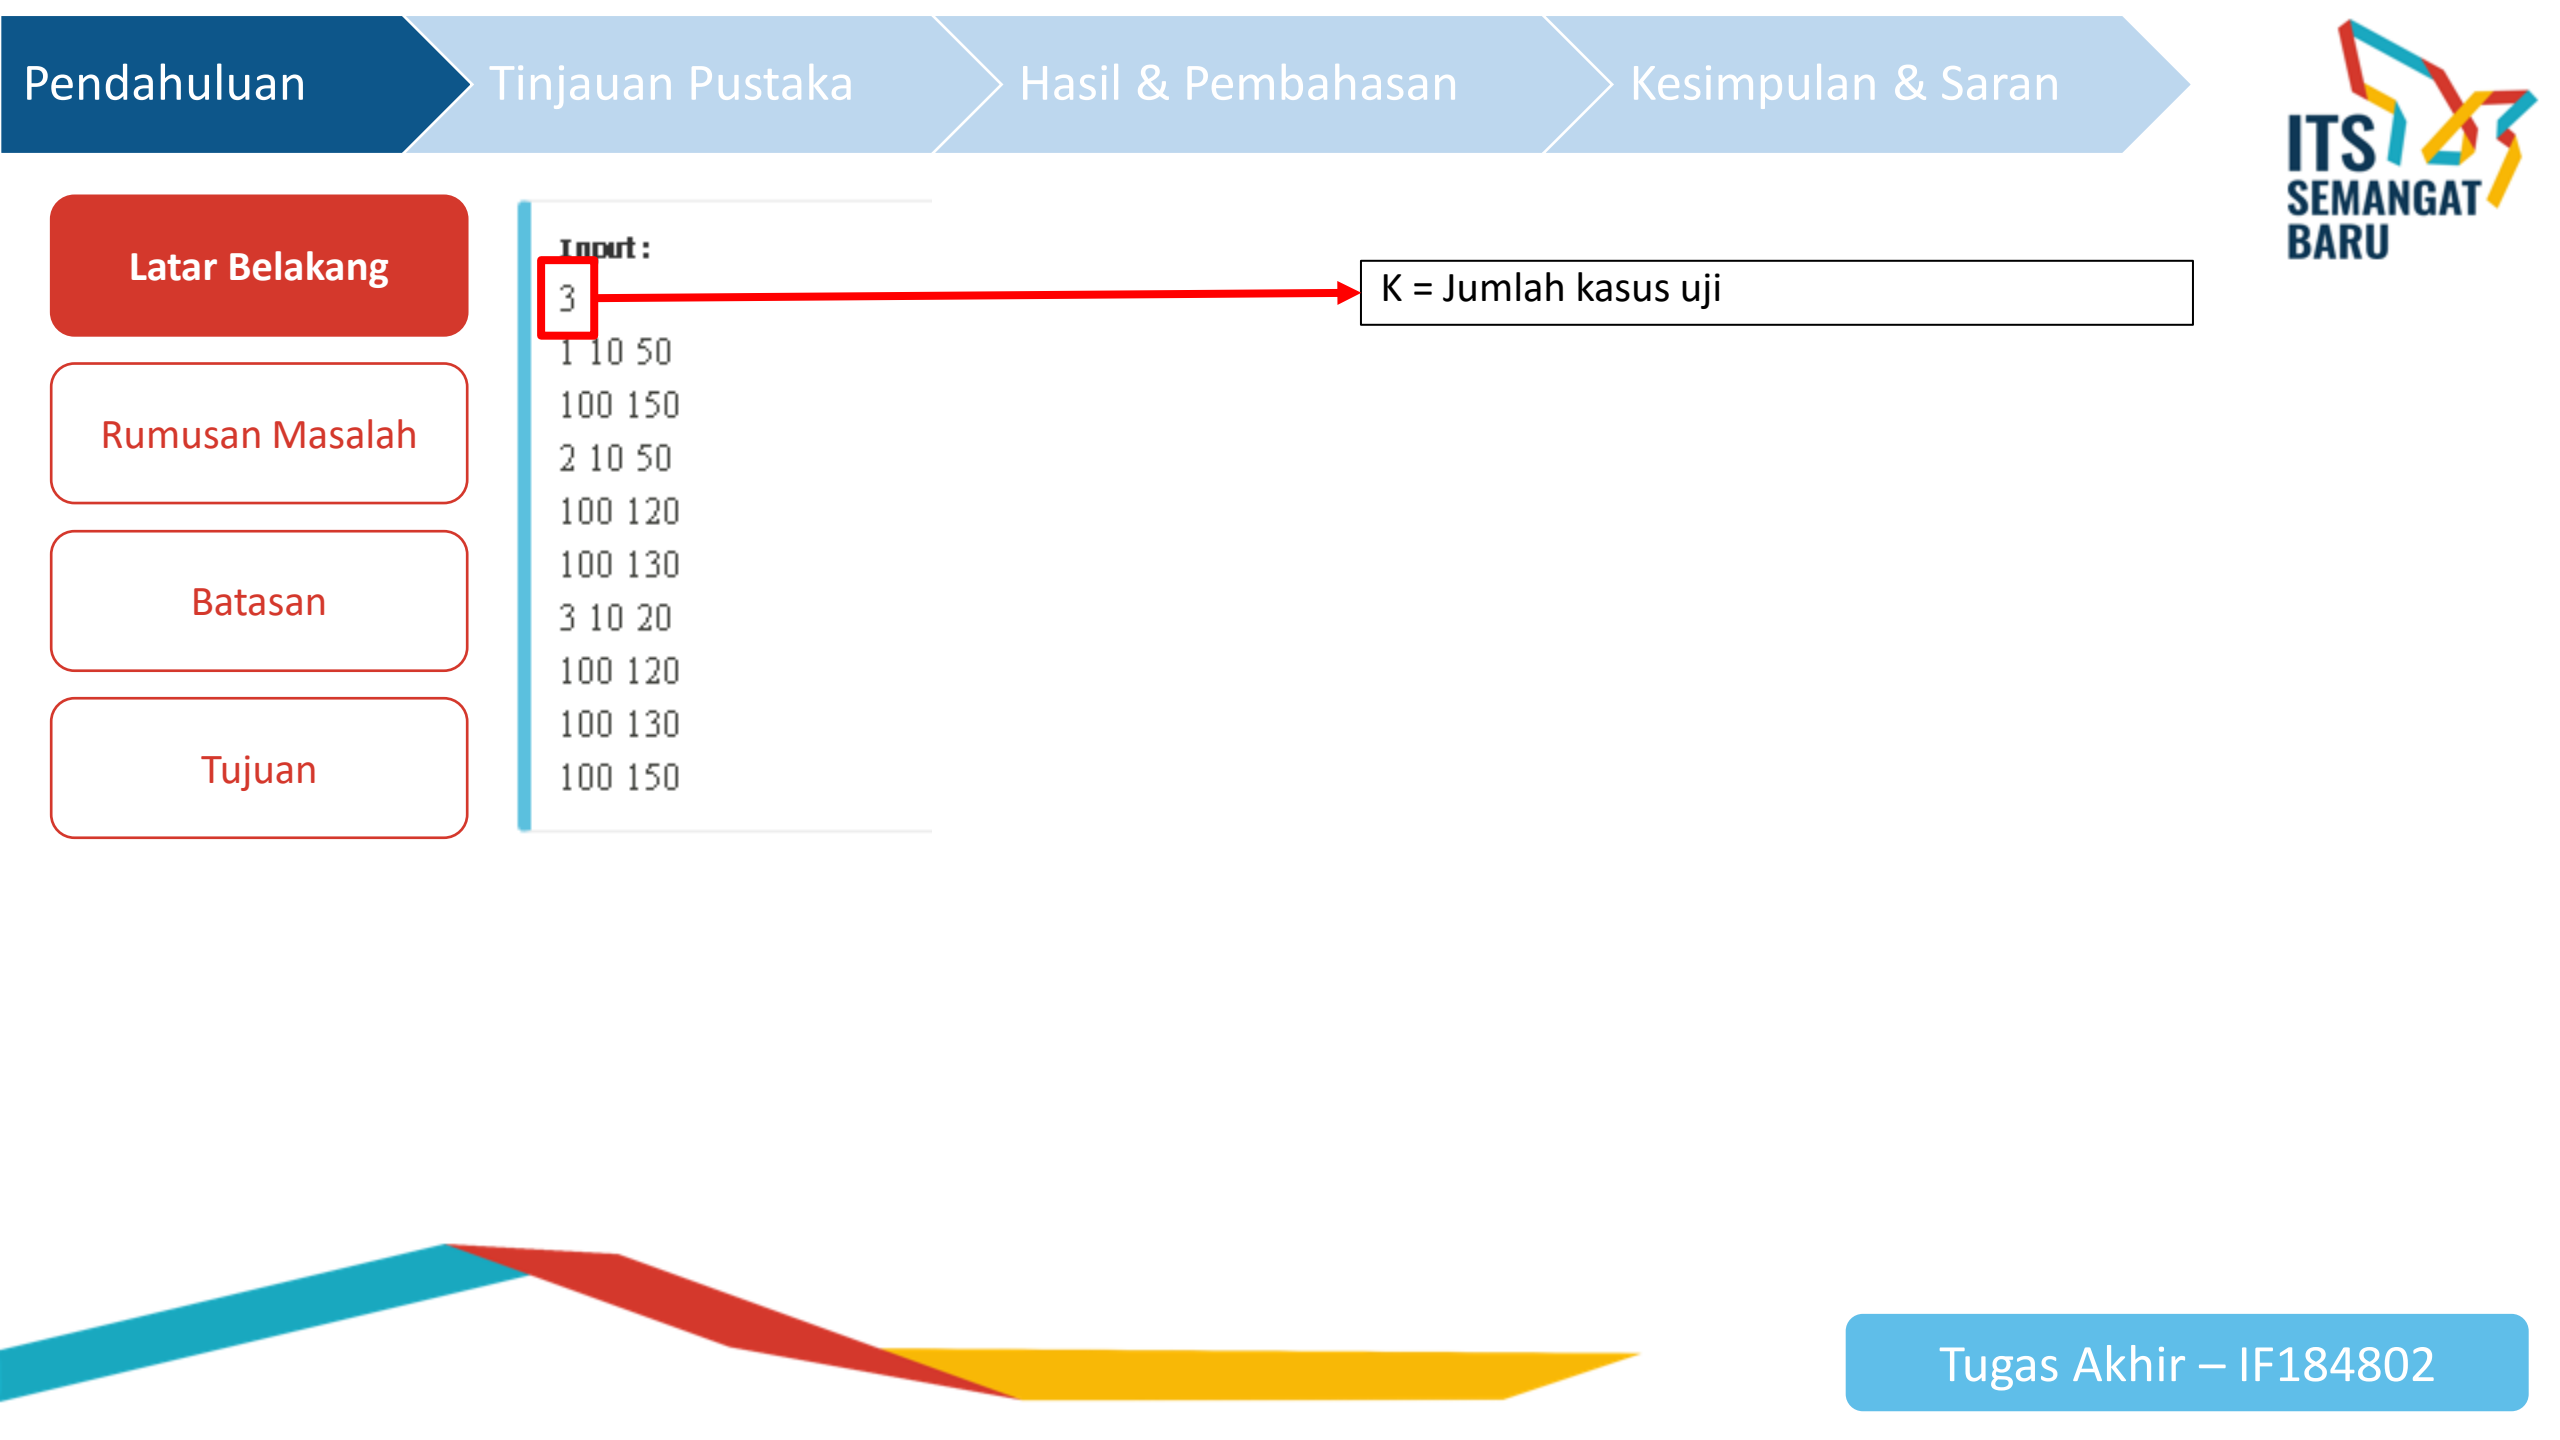 Pendahuluan
Tinjauan Pustaka
Hasil & Pembahasan
Kesimpulan & Saran
ITS
SEMANGAT
BARU
Latar Belakang
Rumusan Masalah
Batasan
Tujuan
Input:
3
1 10 50
100 150
2 10 50
100 120
100 130
3 10 20
100 120
100 130
100 150
K = Jumlah kasus uji
Tugas Akhir – IF184802